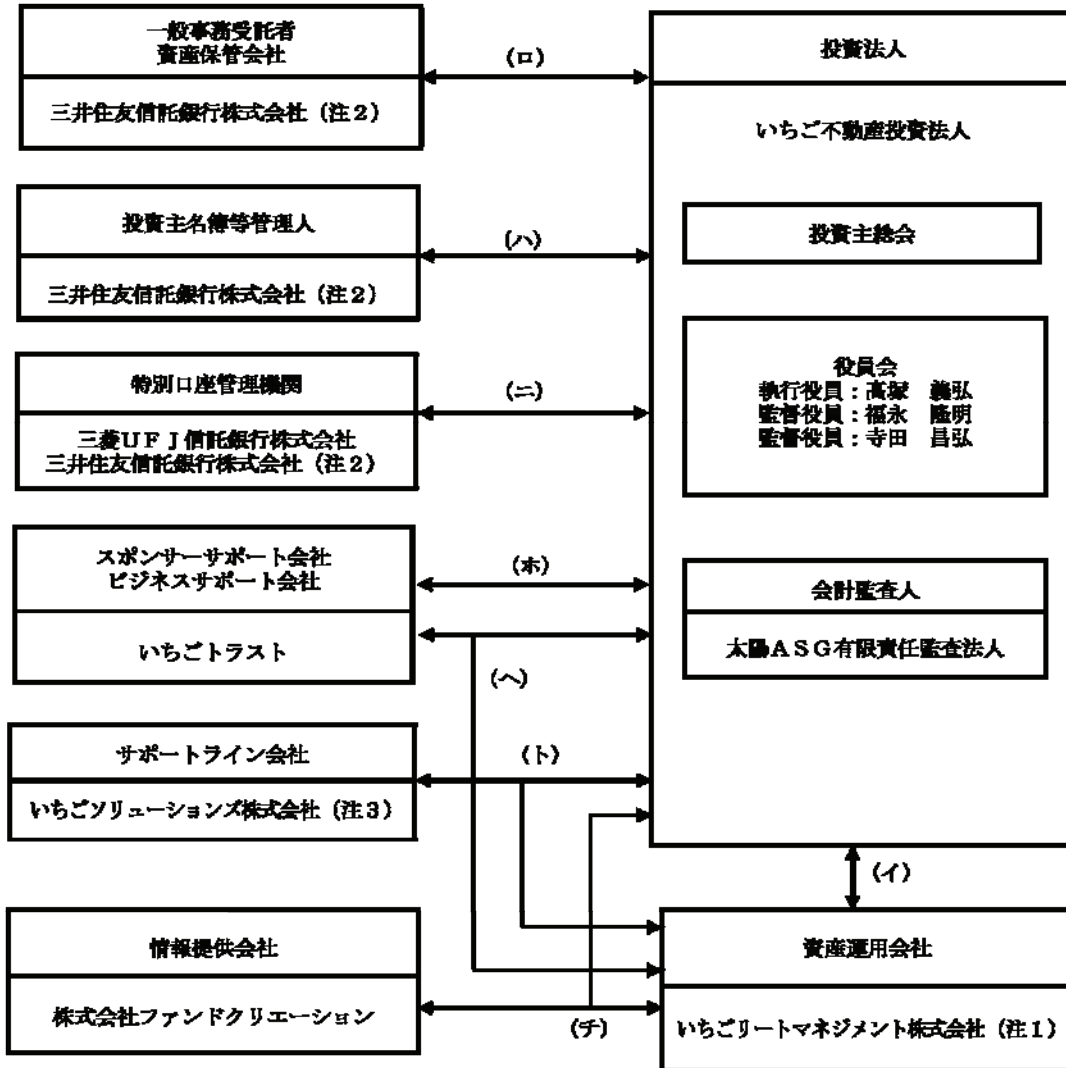 一般事務受託者
資産保管会社
三井住友信託銀行株式会社（注２）
（ロ）
投資主名簿等管理人
三井住友信託銀行株式会社（注２）
（ハ）
特別口座管理機関
三菱ＵＦＪ信託銀行株式会社
三井住友信託銀行株式会社（注２）
（ニ）
スポンサーサポート会社
ビジネスサポート会社
いちごトラスト
（ホ）
（ヘ）
サポートライン会社
いちごソリューションズ株式会社（注３）
（ト）
情報提供会社
株式会社ファンドクリエーション
（チ）
投資法人
いちご不動産投資法人
投資主総会
役員会
執行役員：高塚　義弘
監督役員：福永　隆明
監督役員：寺田　昌弘
会計監査人
太陽ＡＳＧ有限責任監査法人
（イ）
資産運用会社
いちごリートマネジメント株式会社（注１）